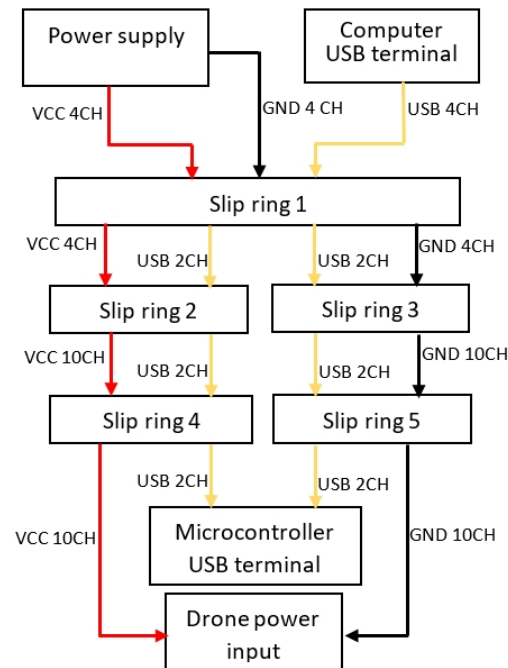 Power supply
Computer
USB terminal
VCC 4CH
GND 4 CH
USB 4CH
Slip ring 1
VCC 4CH
USB 2CH
USB 2CH
GND 4CH
Slip ring 2
Slip ring 3
VCC 10CH
USB 2CH
USB 2CH
GND 10CH
Slip ring 4
Slip ring 5
USB 2CH
USB 2CH
VCC 10CH
GND 10CH
Microcontroller
USB terminal
Drone power
input